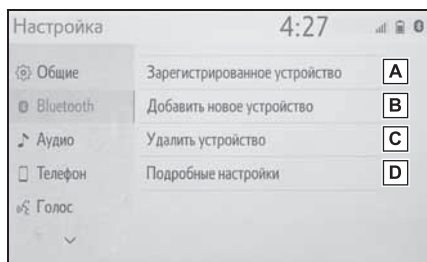 Настройка 4:27
Общие
Зарегистрированное устройство A
Bluetooth
Добавить новое устройство B
Аудио
Удалить устройство C
Телефон
Подробные настройки D
Голос